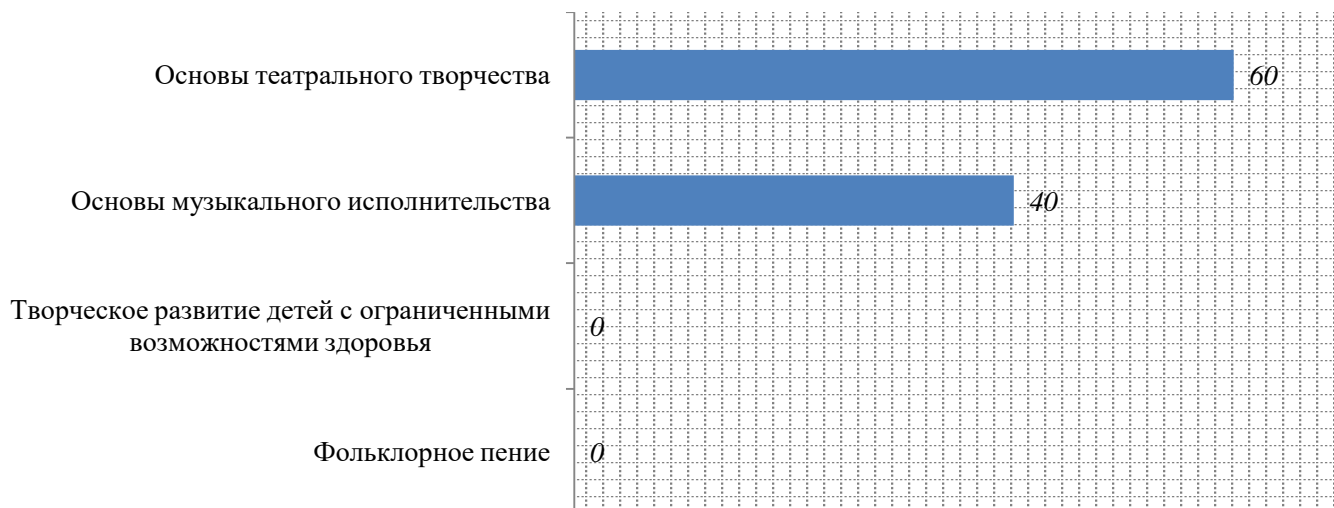 Основы театрального творчества
60
Основы музыкального исполнительства
40
Творческое развитие детей с ограниченными
возможностями здоровья
0
Фольклорное пение
0